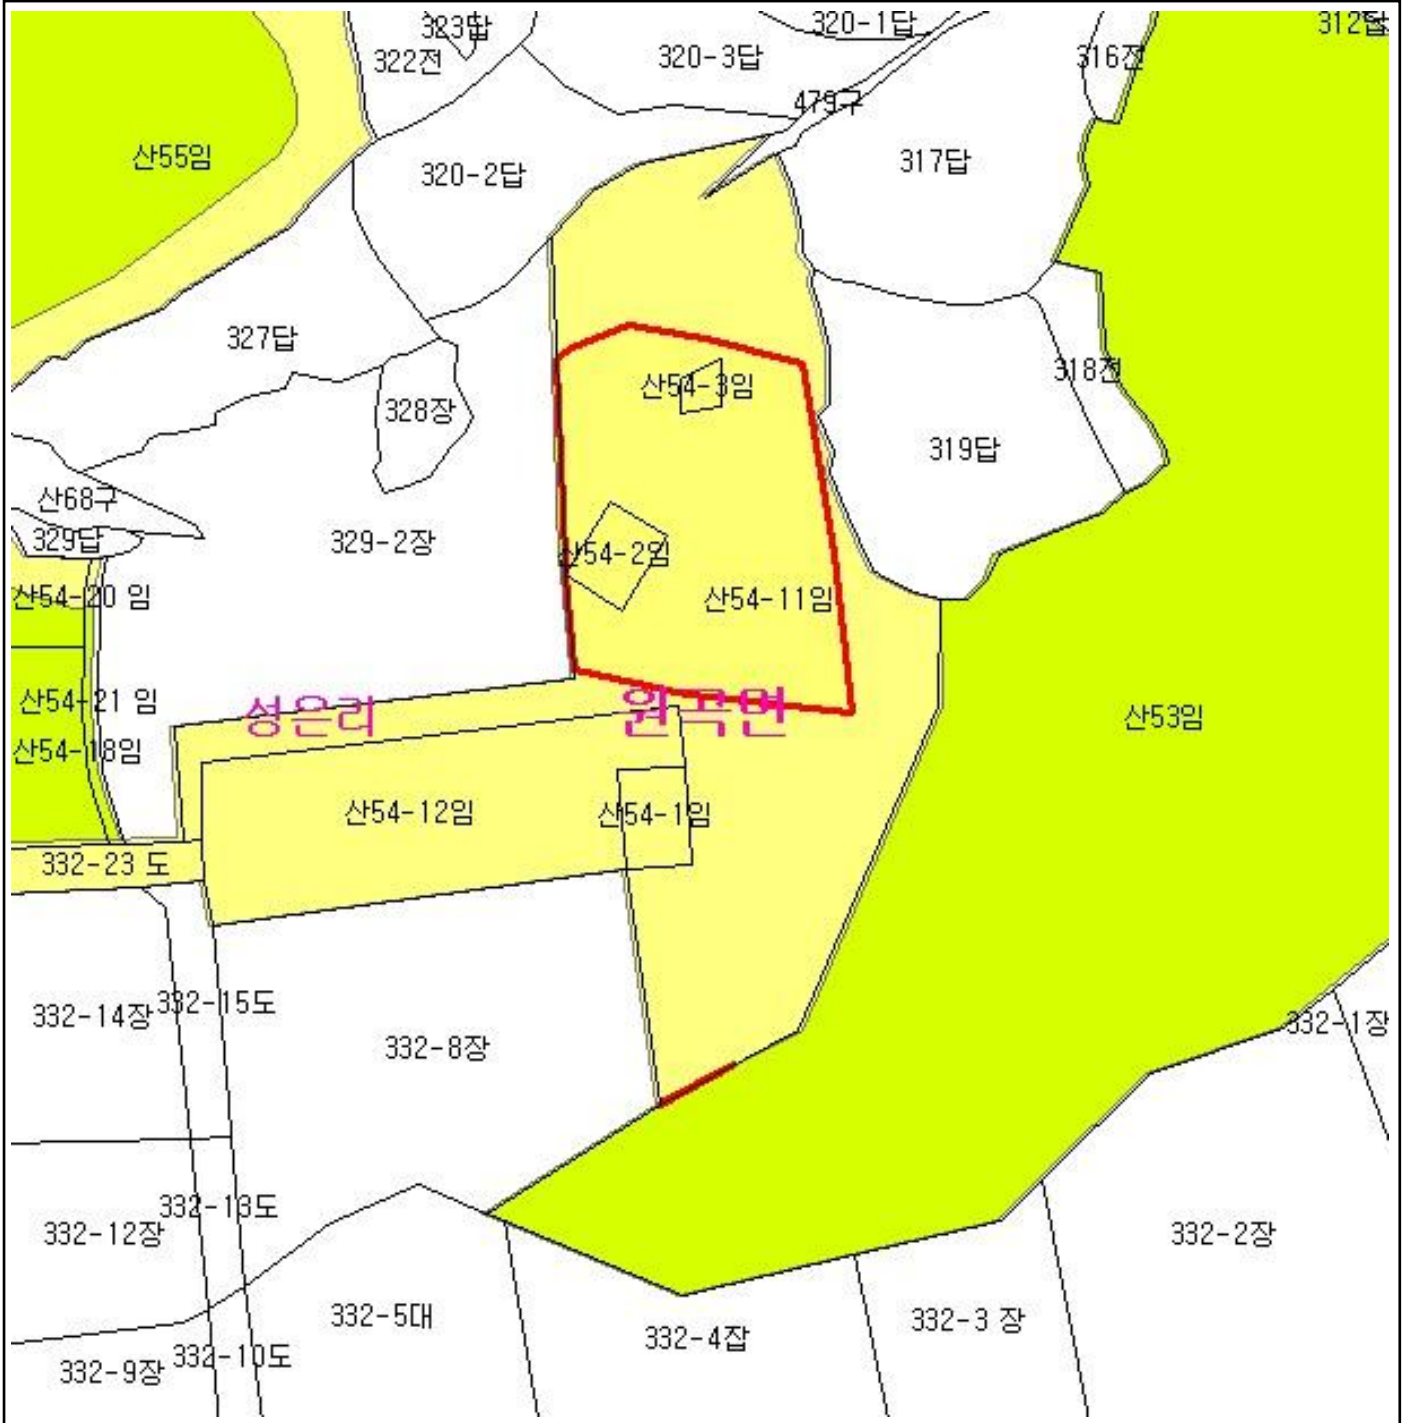 323답
320-1답
312답
322전
320-3답
316전
479구
산55임
320-2답
317답
327답
318전
산54-3임
328장
319답
산68구
329답
329-2장
산54-2임
산54-20 임
산54-11임
산54-21 임
성은리
원곡면
산53임
산54-18임
산54-12임
산54-1임
332-23 도
332-15도
332-14장
332-1장
332-8장
332-13도
332-12장
332-2장
332-5대
332-3 장
332-4잡
332-10도
332-9장